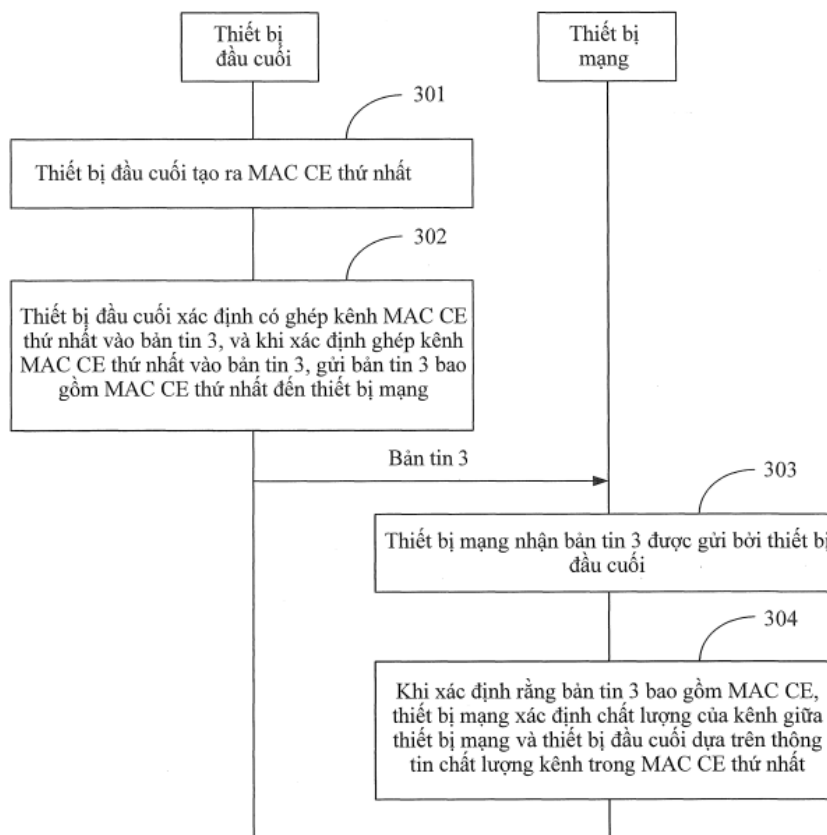 Thiết bị
đầu cuối
Thiết bị
mạng
301
Thiết bị đầu cuối tạo ra MAC CE thứ nhất
302
Thiết bị đầu cuối xác định có ghép kênh MAC CE
thứ nhất vào bản tin 3, và khi xác định ghép kênh
MAC CE thứ nhất vào bản tin 3, gửi bản tin 3 bao
gồm MAC CE thứ nhất đến thiết bị mạng
Bản tin 3
303
Thiết bị mạng nhận bản tin 3 được gửi bởi thiết bị
đầu cuối
304
Khi xác định rằng bản tin 3 bao gồm MAC CE,
thiết bị mạng xác định chất lượng của kênh giữa
thiết bị mạng và thiết bị đầu cuối dựa trên thông
tin chất lượng kênh trong MAC CE thứ nhất